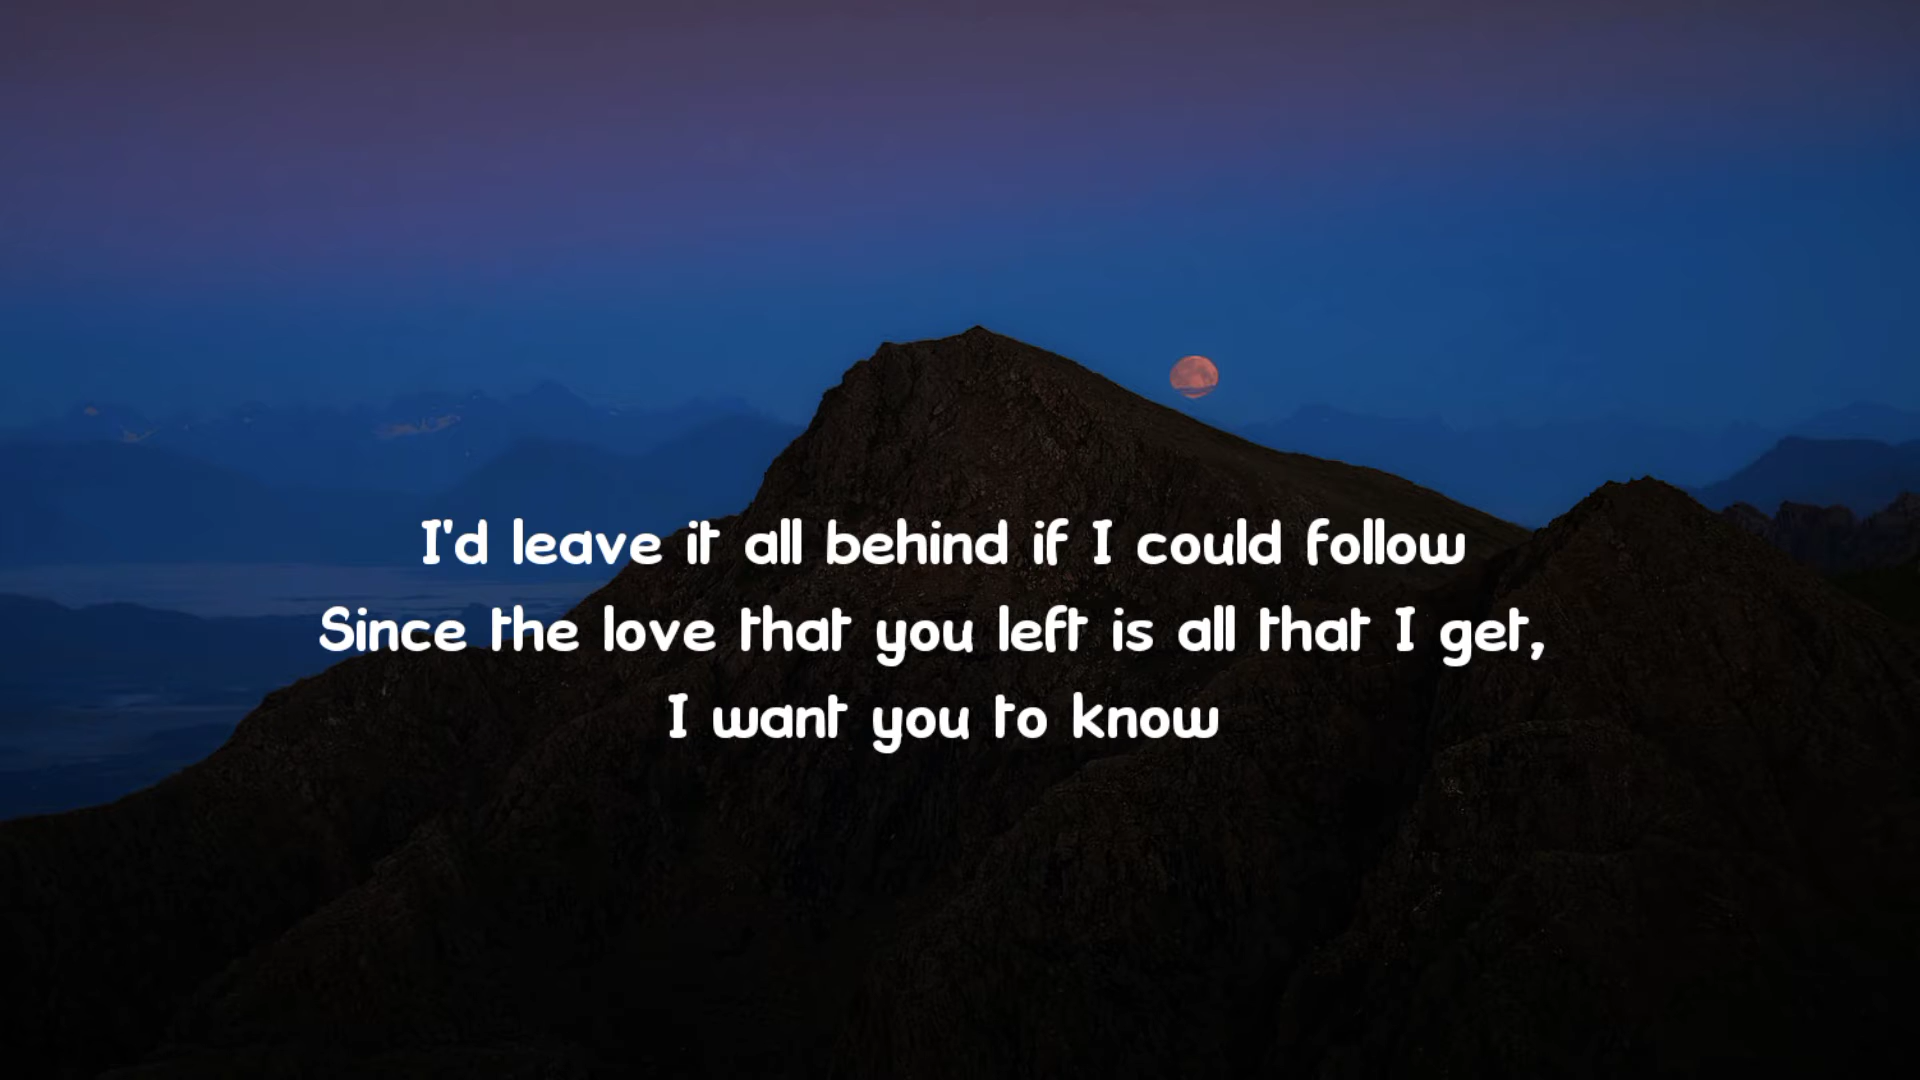 I'd leave it all behind if I could follow
Since the love that you left is all that I get,
I want you to know